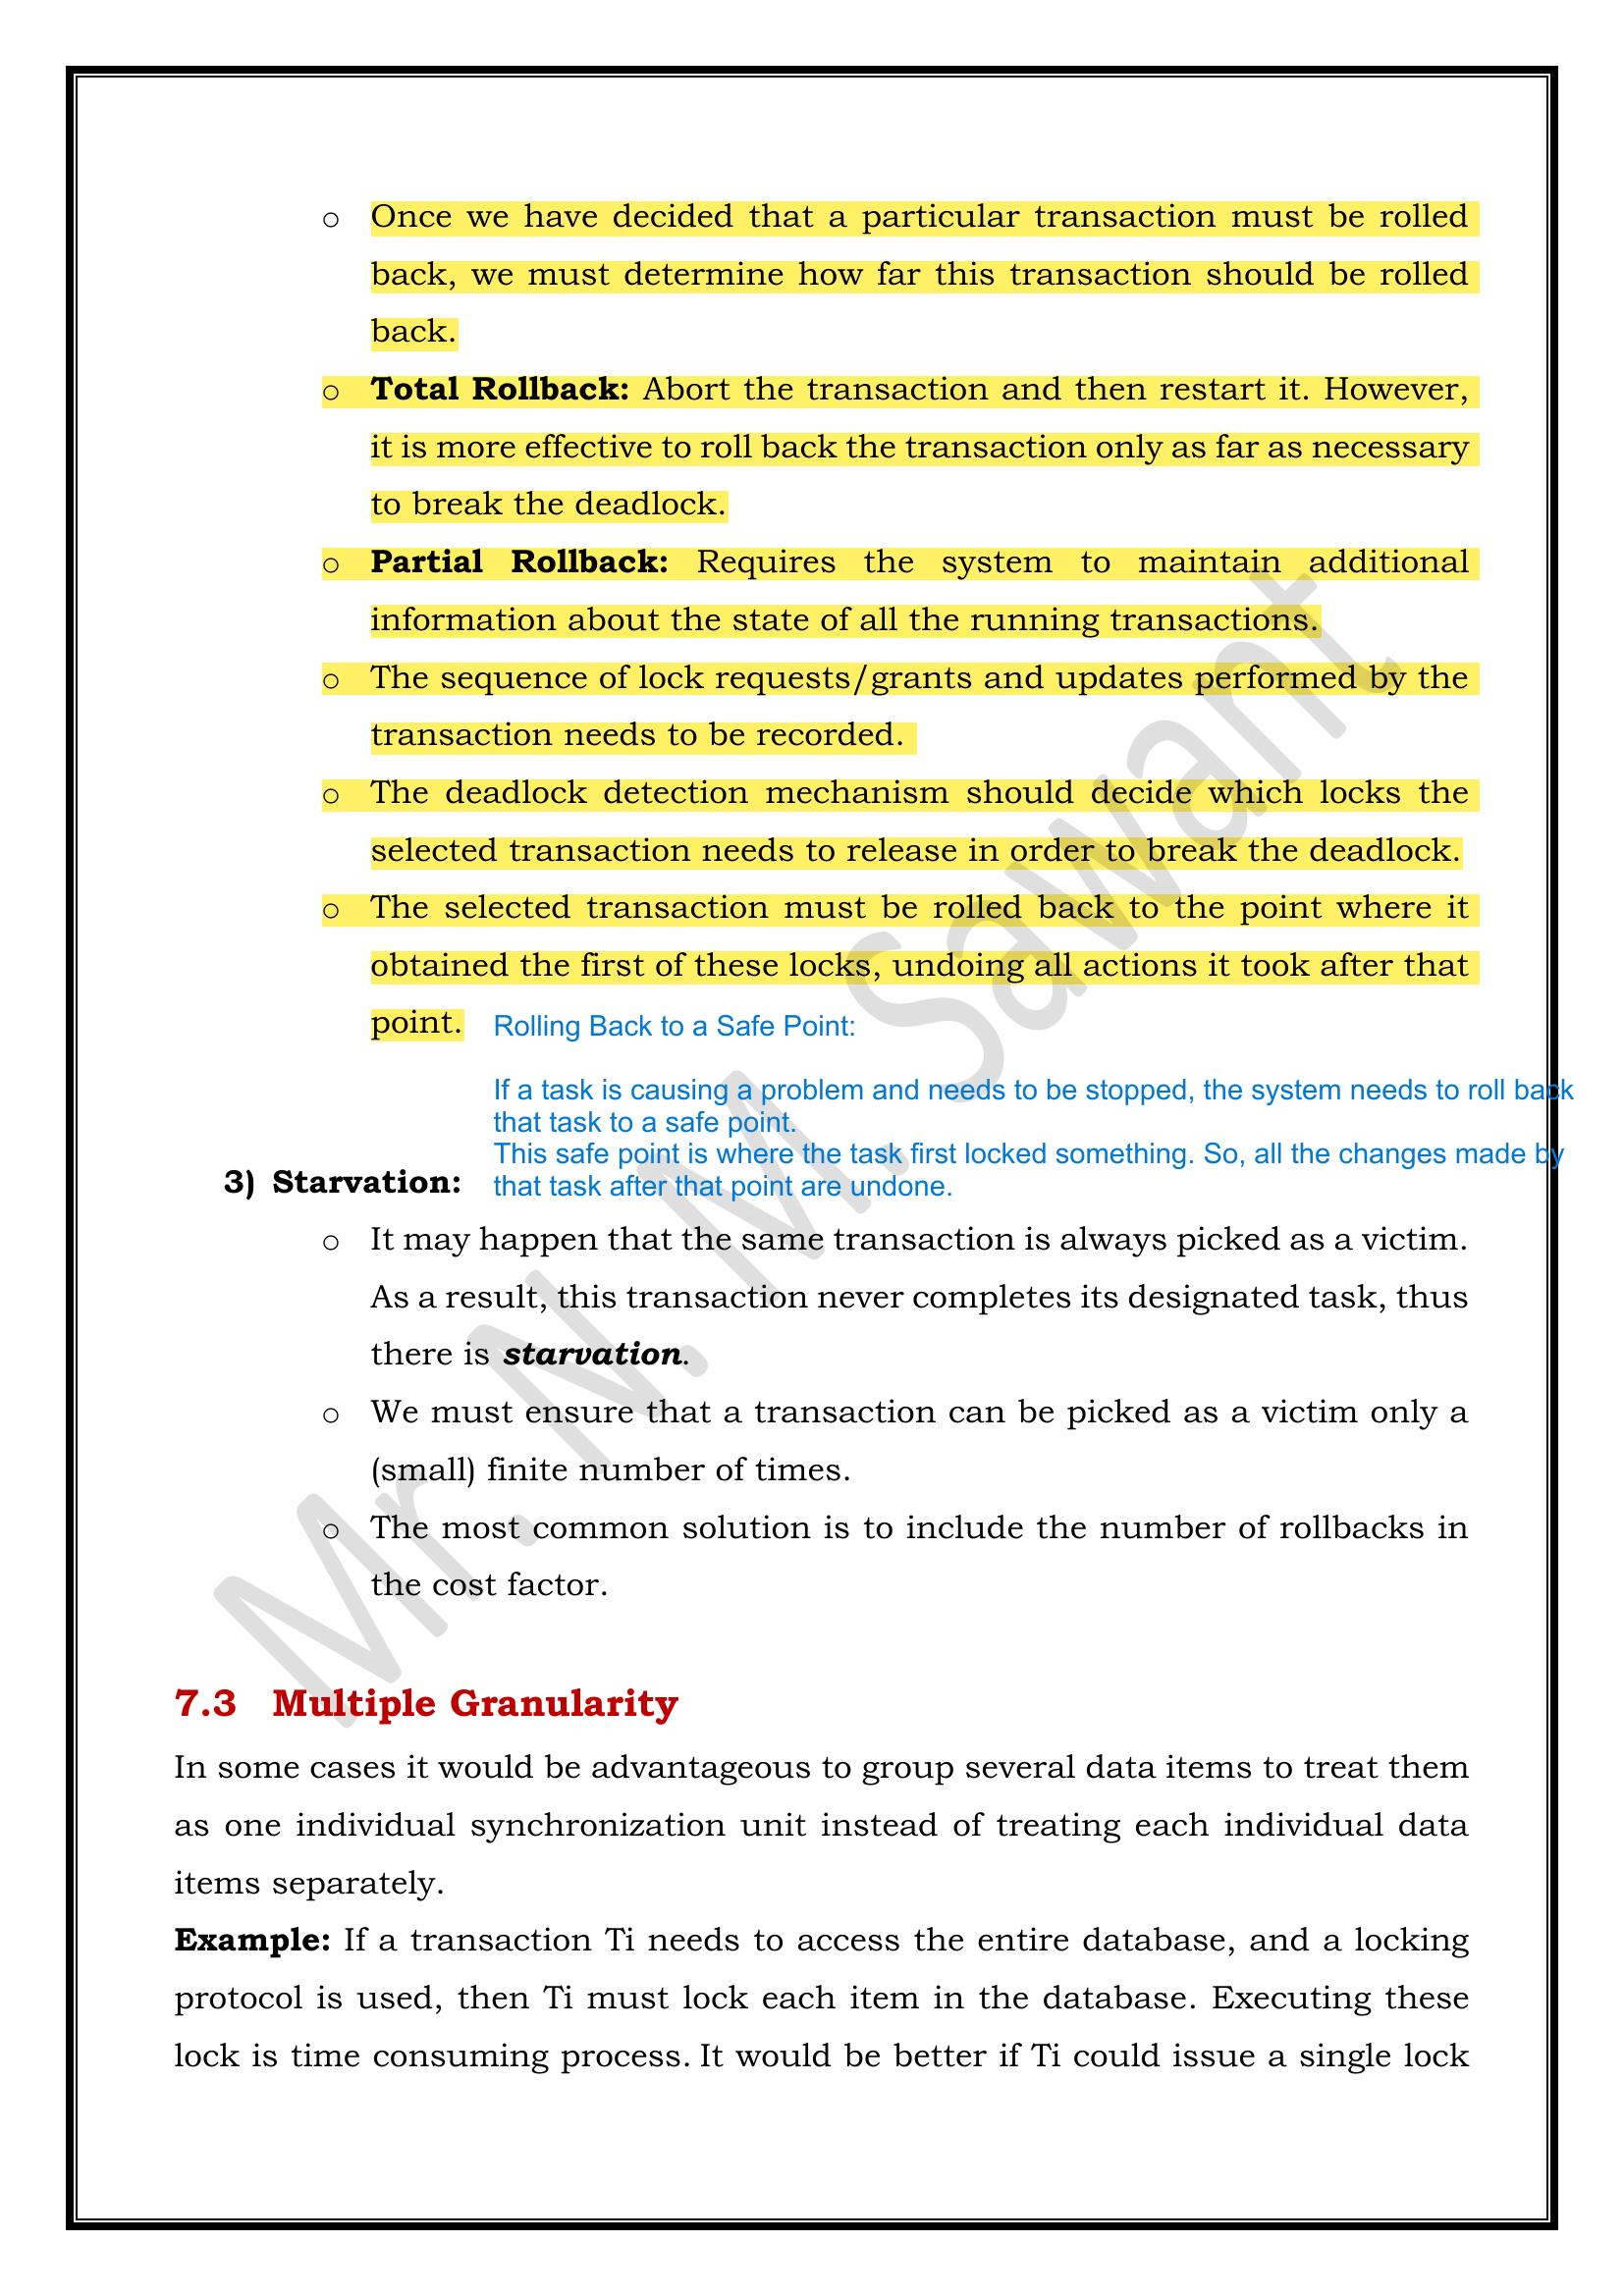 o Once we have decided that a particular transaction must be rolled
back, we must determine how far this transaction should be rolled
back.
o Total Rollback: Abort the transaction and then restart it. However,
it is more effective to roll back the transaction only as far as necessary
to break the deadlock.
o Partial Rollback: Requires the system to maintain additional
information about the state of all the running transactions.
o The sequence of lock requests/grants and updates performed by the
transaction needs to be recorded.
o The deadlock detection mechanism should decide which locks the
selected transaction needs to release in order to break the deadlock.
o The selected transaction must be rolled back to the point where it
obtained the first of these locks, undoing all actions it took after that
point.
Rolling Back to a Safe Point:
If a task is causing a problem and needs to be stopped, the system needs to roll back
that task to a safe point.
This safe point is where the task first locked something. So, all the changes made by
that task after that point are undone.
3) Starvation:
o It may happen that the same transaction is always picked as a victim.
As a result, this transaction never completes its designated task, thus
there is starvation.
o We must ensure that a transaction can be picked as a victim only a
(small) finite number of times.
o The most common solution is to include the number of rollbacks in
the cost factor.
7.3 Multiple Granularity
In some cases it would be advantageous to group several data items to treat them
as one individual synchronization unit instead of treating each individual data
items separately.
Example: If a transaction Ti needs to access the entire database, and a locking
protocol is used, then Ti must lock each item in the database. Executing these
lock is time consuming process. It would be better if Ti could issue a single lock
Mr. N. M. Sawant